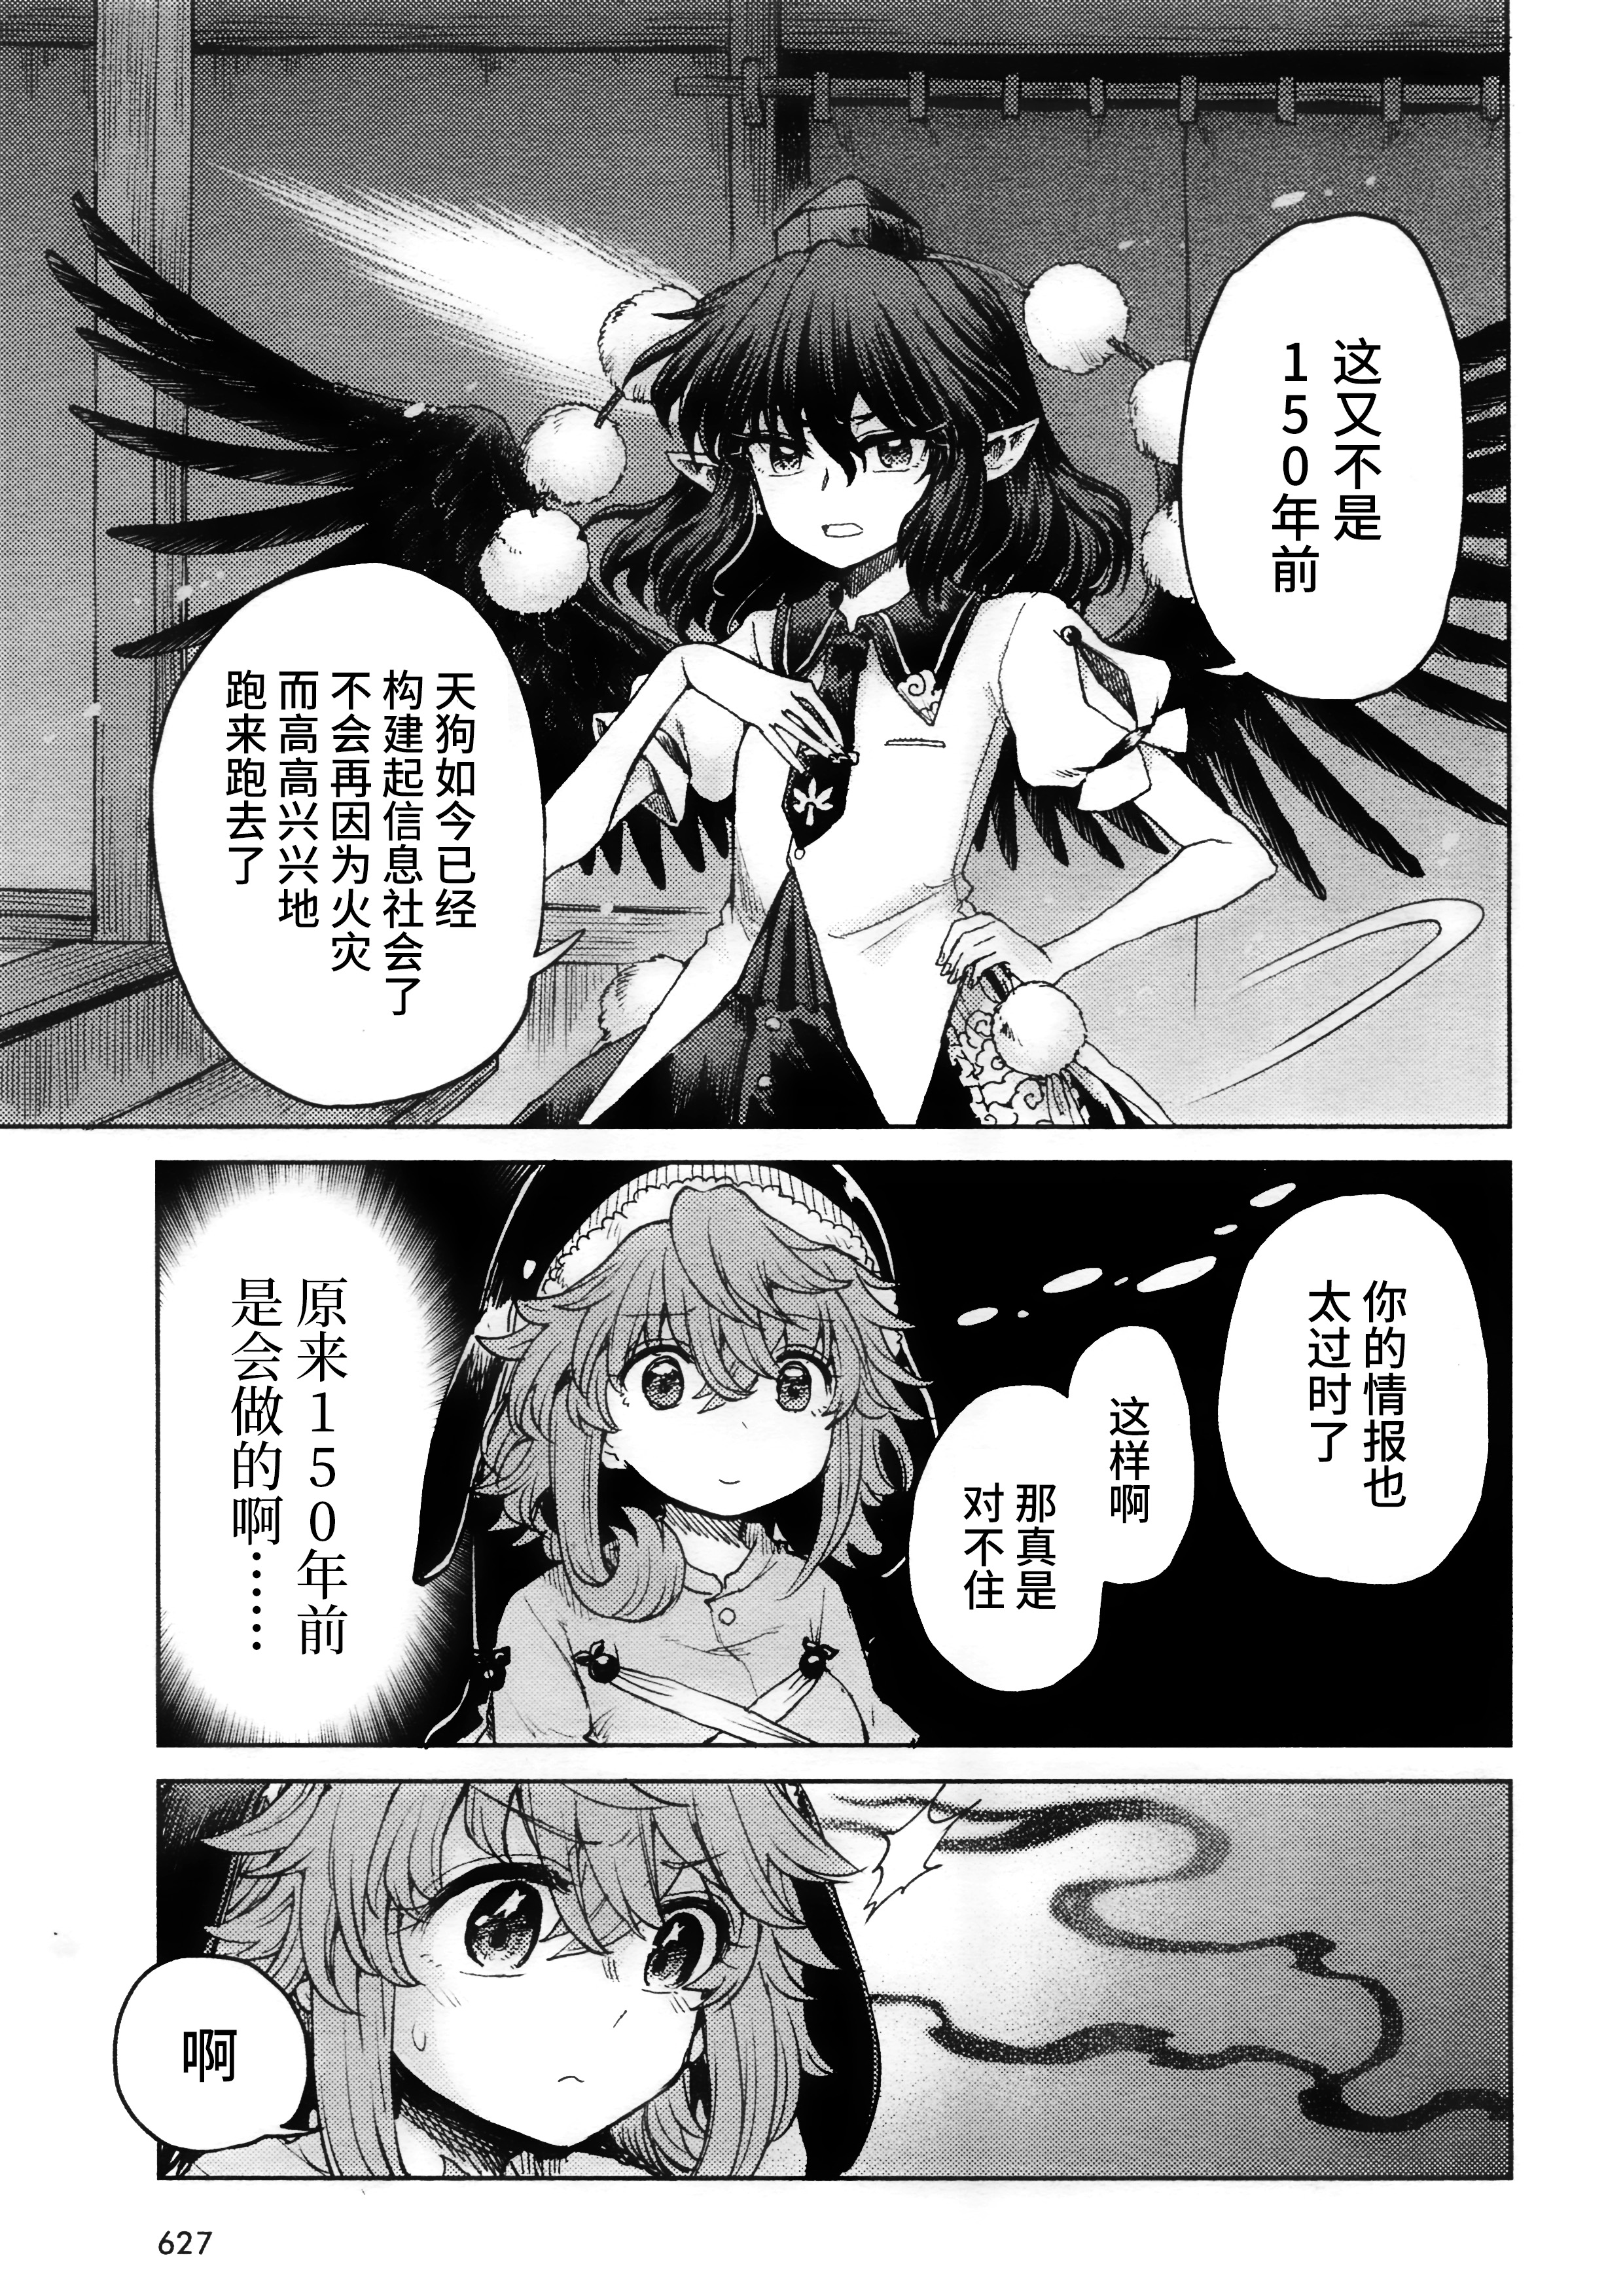 这又不是
150年前
天狗如今已经
构建起信息社会了
不会再因为火灾
而高高兴兴地
跑来跑去了
你的情报也
太过时了
这样啊
那真是
对不住
原来150年前
是会做的啊……
啊
627